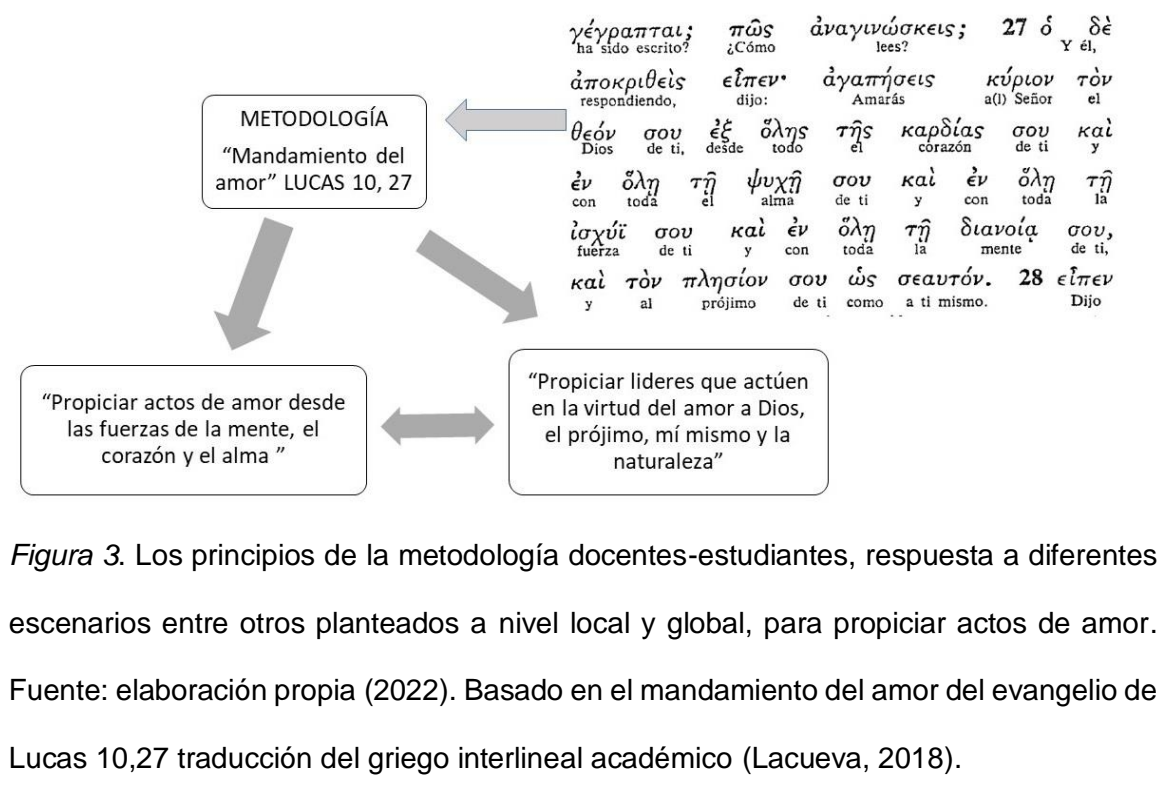 γέγραπται; πῶς ἀναγινώσκεις; 27 ὁ δὲ
ha sido escrito? ¿Cómo lees? Y él,
ἀποκριθεὶς εἶπεν· ἀγαπήσεις κύριον τὸν
respondiendo, dijo: Amarás a(l) Señor el
θεόν σου ἐξ ὅλης τῆς καρδίας σου καὶ
Dios de ti, desde todo el corazón de ti y
ἐν ὅλῃ τῇ ψυχῇ σου καὶ ἐν ὅλῃ τῇ
con toda el alma de ti y con toda la
ἰσχύϊ σου καὶ ἐν ὅλῃ τῇ διανοίᾳ σου,
fuerza de ti y con toda la mente de ti,
καὶ τὸν πλησίον σου ὡς σεαυτόν. 28 εἶπεν
y al prójimo de ti como a ti mismo. Dijo
METODOLOGÍA
“Mandamiento del
amor” LUCAS 10, 27
“Propiciar actos de amor desde
las fuerzas de la mente, el
corazón y el alma ”
“Propiciar lideres que actúen
en la virtud del amor a Dios,
el prójimo, mí mismo y la
naturaleza”
Figura 3. Los principios de la metodología docentes-estudiantes, respuesta a diferentes
escenarios entre otros planteados a nivel local y global, para propiciar actos de amor.
Fuente: elaboración propia (2022). Basado en el mandamiento del amor del evangelio de
Lucas 10,27 traducción del griego interlineal académico (Lacueva, 2018).